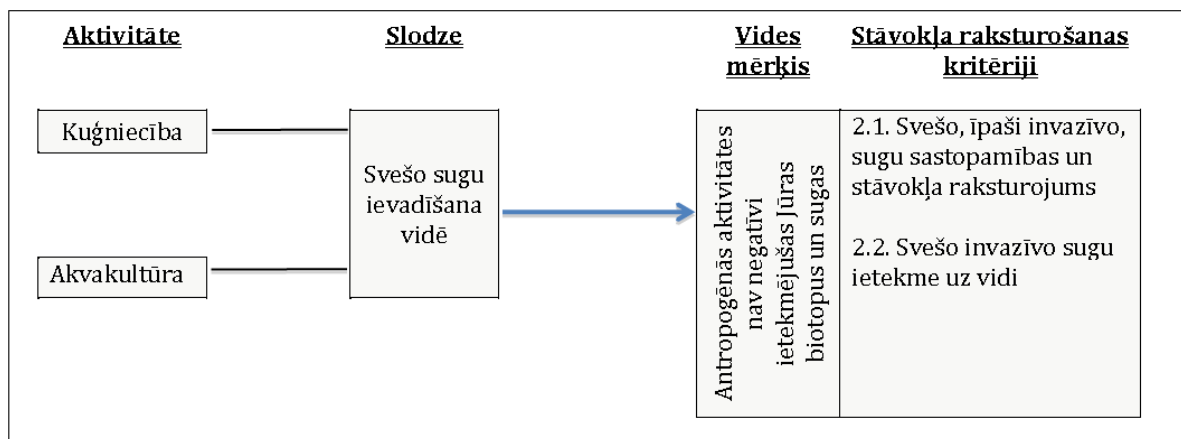 Aktivitāte
Slodze
Vides
mērķis
Stāvokļa raksturošanas
kritēriji
Kuģniecība
Akvakultūra
Svešo sugu
ievadīšana
vidē
Antropogēnās aktivitātes
nav negatīvi
ietekmējušas Jūras
biotopus un sugas
2.1. Svešo, īpaši invazīvo,
sugu sastopamības un
stāvokļa raksturojums
2.2. Svešo invazīvo sugu
ietekme uz vidi